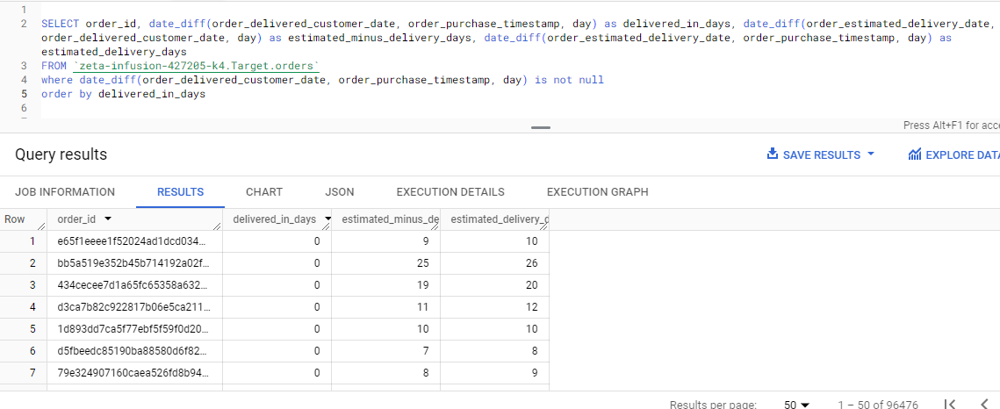 1
2 SELECT order_id, date_diff(order_delivered_customer_date, order_purchase_timestamp, day) as delivered_in_days, date_diff(order_estimated_delivery_date,
order_delivered_customer_date, day) as estimated_minus_delivery_days, date_diff(order_estimated_delivery_date, order_purchase_timestamp, day) as
estimated_delivery_days
3 FROM `zeta-infusion-427205-k4.Target.orders`
4 where date_diff(order_delivered_customer_date, order_purchase_timestamp, day) is not null
5 order by delivered_in_days
6
Press Alt+F1 for acce
Query results SAVE RESULTS EXPLORE DATA
JOB INFORMATION RESULTS CHART JSON EXECUTION DETAILS EXECUTION GRAPH
Row order_id delivered_in_days estimated_minus_de estimated_delivery_d
1 e65f1eeee1f52024ad1dcd034... 0 9 10
2 bb5a519e352b45b714192a02f... 0 25 26
3 434cecee7d1a65fc65358a632... 0 19 20
4 d3ca7b82c922817b06e5ca211... 0 11 12
5 1d893dd7ca5f77ebf5f59f0d20... 0 10 10
6 d5fbeedc85190ba88580d6f82... 0 7 8
7 79e324907160caea526fd8b94... 0 8 9
Results per page: 50 1 – 50 of 96476